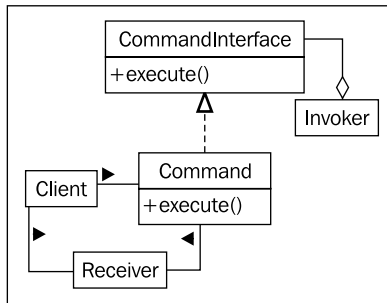 CommandInterface
+execute()
Invoker
Command
+execute()
Client
Receiver